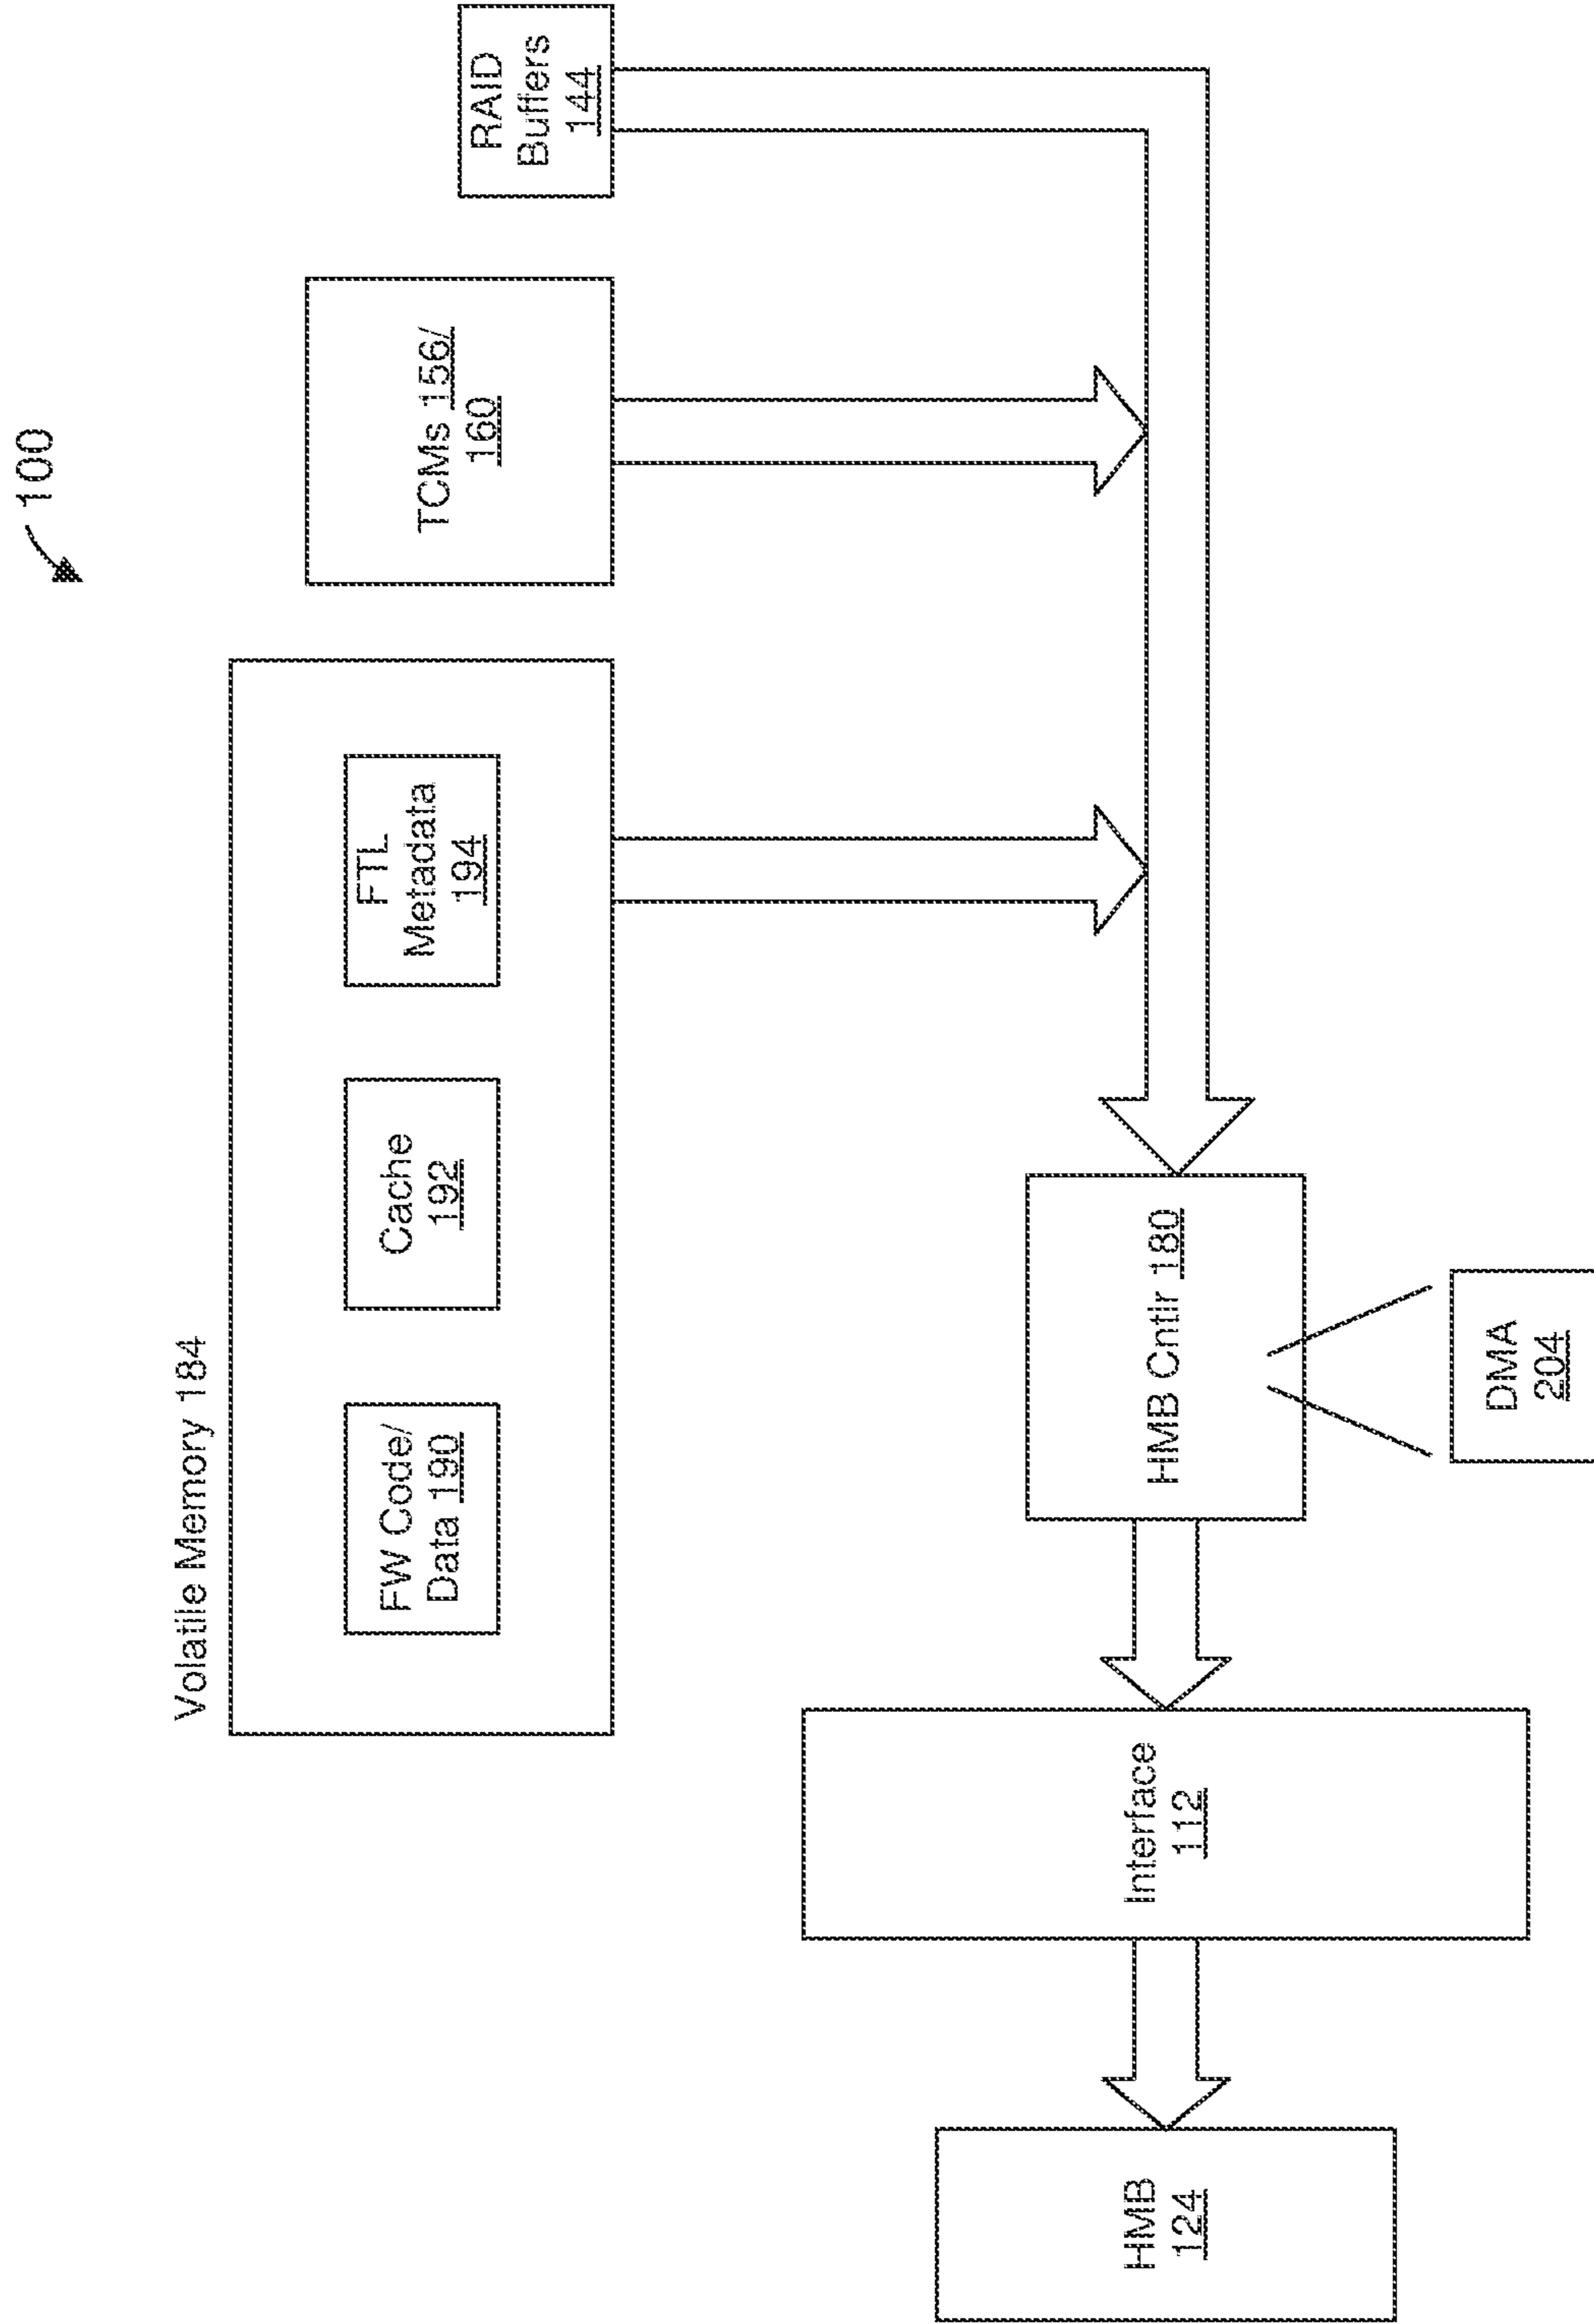 100
Volatile Memory 184
FW Code/
Data 190
Cache
192
FTL
Metadata
194
TCMs 156/
160
RAID
Buffers
144
HMB
124
Interface
112
HMB Cntlr 180
DMA
204